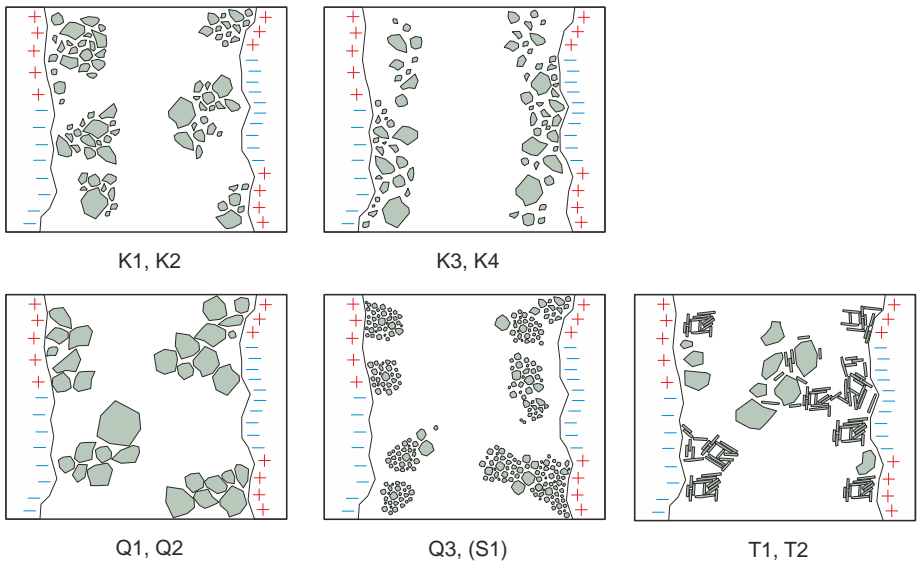 K1, K2
K3, K4
Q1, Q2
Q3, (S1)
T1, T2